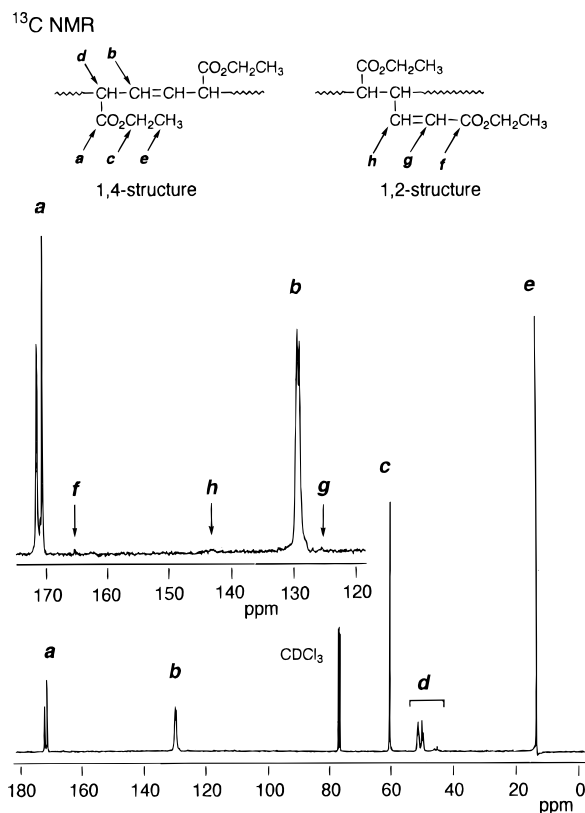 ¹³C NMR
d b
CO₂CH₂CH₃ CO₂CH₂CH₃
CH–CH=CH–CH CH–CH
CO₂CH₂CH₃ CH=CH–CO₂CH₂CH₃
a c e h g f
1,4-structure 1,2-structure
a
b e
c
f h g
170 160 150 140 130 120
ppm
a b CDCl₃ d
180 160 140 120 100 80 60 40 20 0
ppm